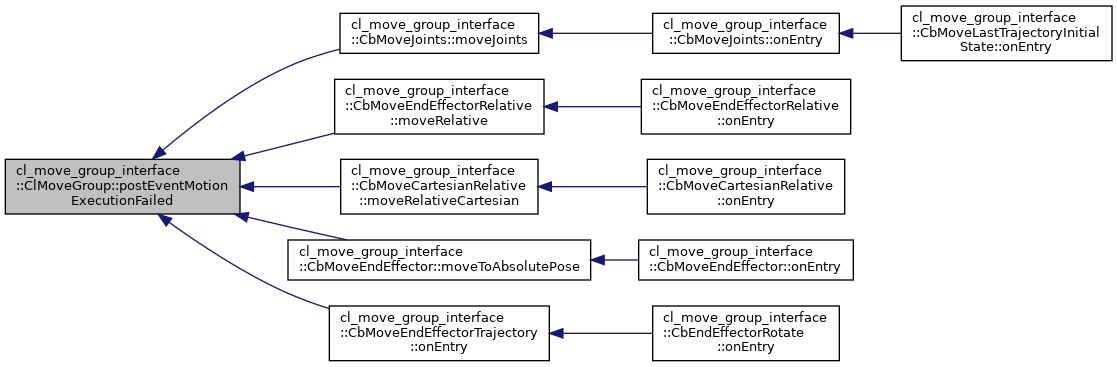 cl_move_group_interface
::ClMoveGroup::postEventMotion
ExecutionFailed
cl_move_group_interface
::CbMoveJoints::moveJoints
cl_move_group_interface
::CbMoveJoints::onEntry
cl_move_group_interface
::CbMoveLastTrajectoryInitial
State::onEntry
cl_move_group_interface
::CbMoveEndEffectorRelative
::moveRelative
cl_move_group_interface
::CbMoveEndEffectorRelative
::onEntry
cl_move_group_interface
::CbMoveCartesianRelative
::moveRelativeCartesian
cl_move_group_interface
::CbMoveCartesianRelative
::onEntry
cl_move_group_interface
::CbMoveEndEffector::moveToAbsolutePose
cl_move_group_interface
::CbMoveEndEffector::onEntry
cl_move_group_interface
::CbMoveEndEffectorTrajectory
::onEntry
cl_move_group_interface
::CbEndEffectorRotate
::onEntry